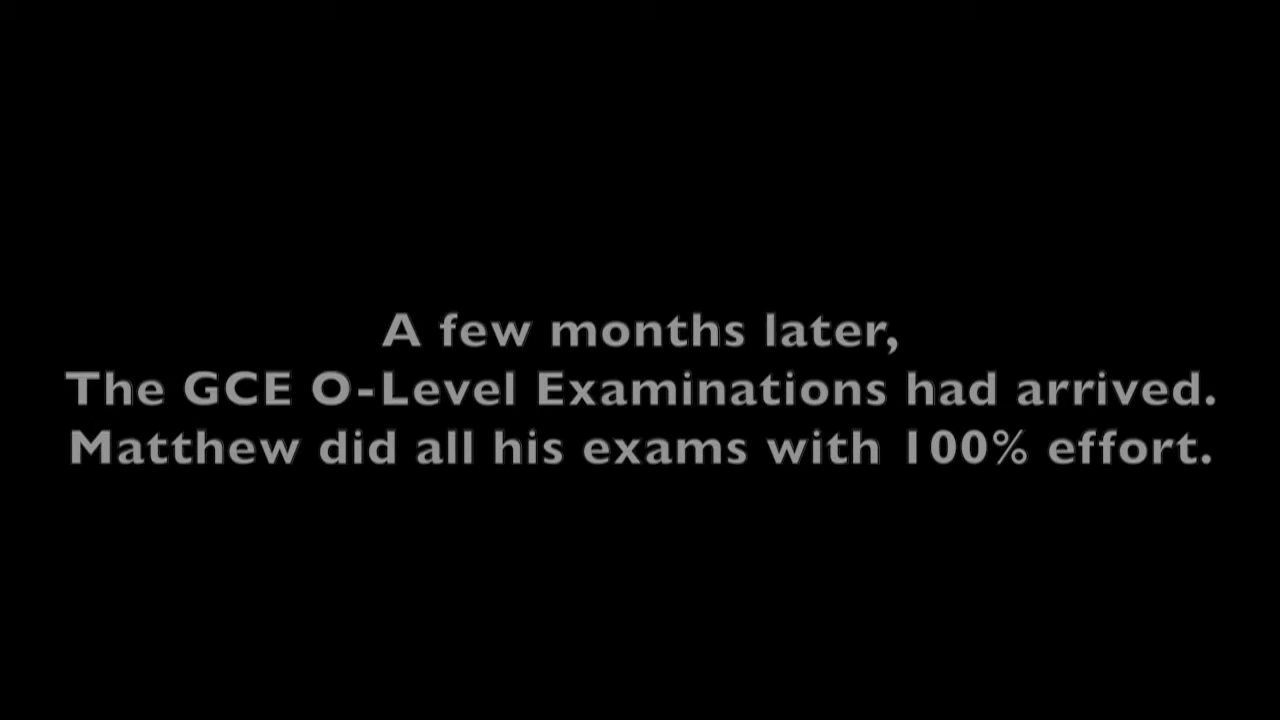 A few months later,
The GCE O-Level Examinations had arrived.
Matthew did all his exams with 100% effort.